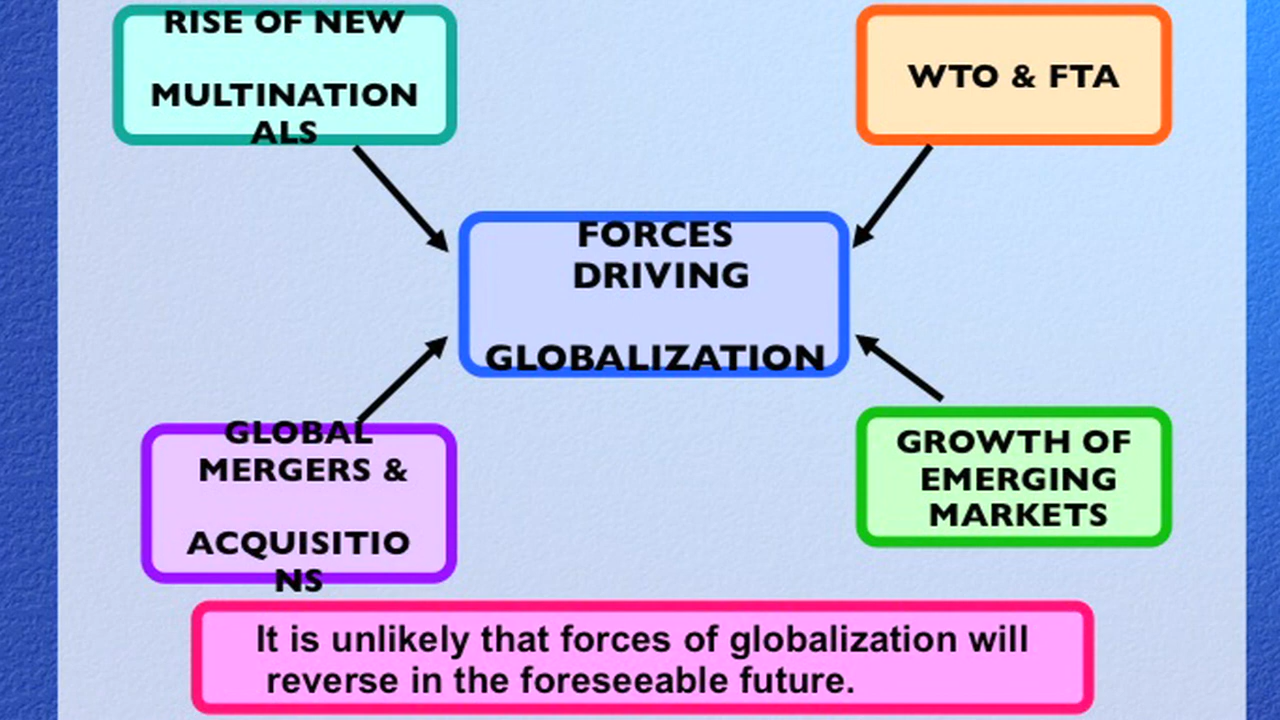 RISE OF NEW
MULTINATION
ALS
WTO & FTA
FORCES
DRIVING
GLOBALIZATION
GLOBAL
MERGERS &
ACQUISITIO
NS
GROWTH OF
EMERGING
MARKETS
It is unlikely that forces of globalization will
reverse in the foreseeable future.